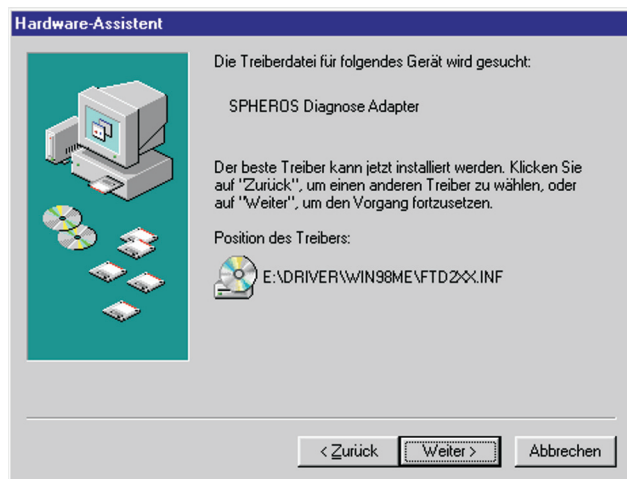 Hardware-Assistent
Die Treiberdatei für folgendes Gerät wird gesucht:
SPHEROS Diagnose Adapter
Der beste Treiber kann jetzt installiert werden. Klicken Sie
auf "Zurück", um einen anderen Treiber zu wählen, oder
auf "Weiter", um den Vorgang fortzusetzen.
Position des Treibers:
E:\DRIVER\WIN98ME\FTD2XX.INF
< Zurück
Weiter >
Abbrechen